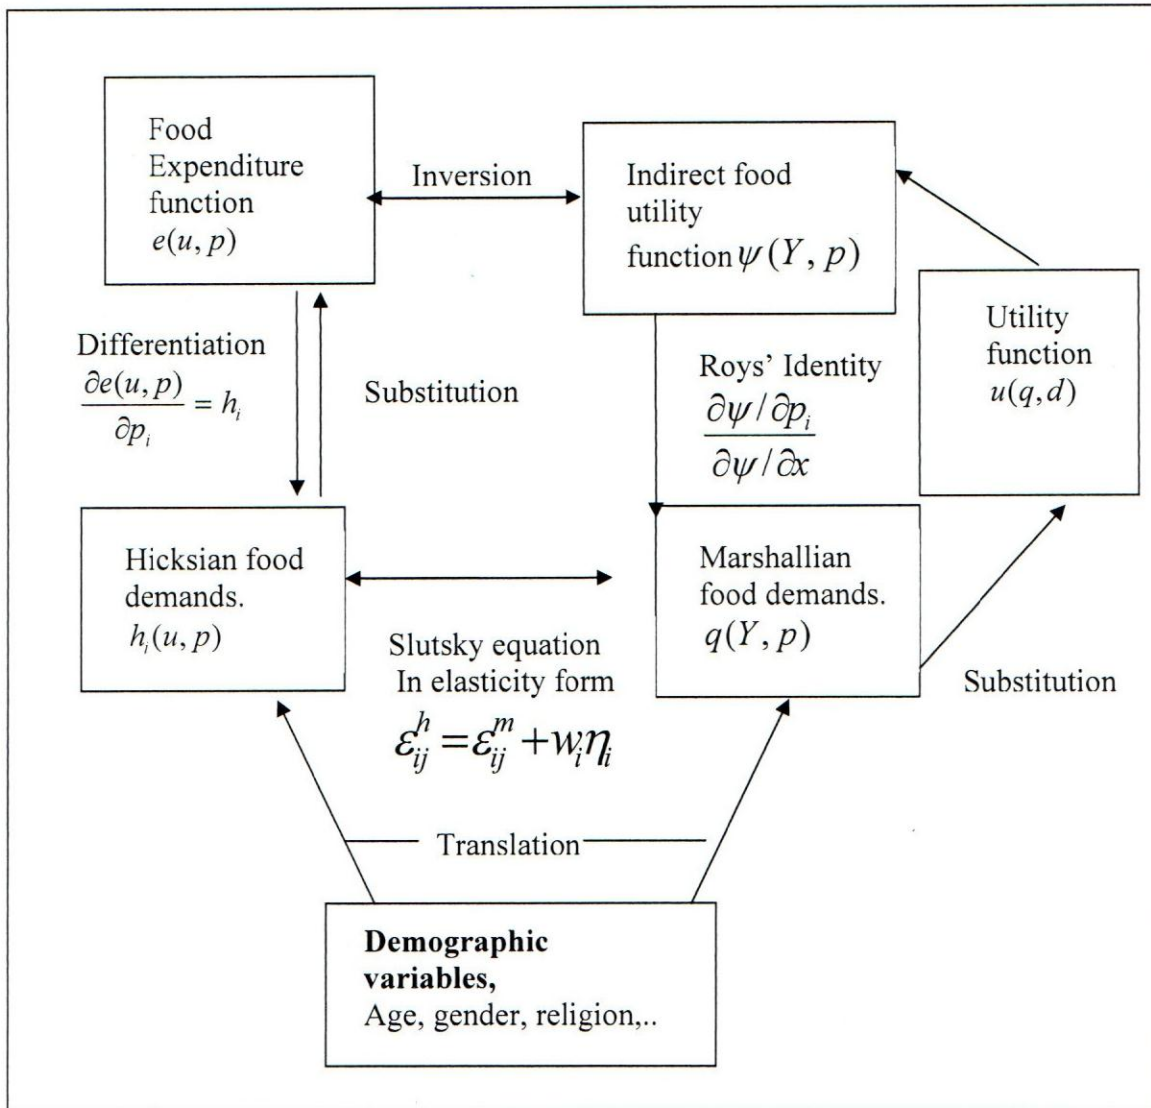 Food
Expenditure
function
e(u, p)
Inversion
Indirect food
utility
function ψ(Y, p)
Utility
function
u(q,d)
Differentiation
∂e(u, p)
/∂p_i = h_i
Substitution
Roys' Identity
∂ψ/∂p_i
∂ψ/∂x
Hicksian food
demands.
h_i(u, p)
Slutsky equation
In elasticity form
ε^h_ij = ε^m_ij + w_i η_i
Marshallian
food demands.
q(Y, p)
Substitution
Translation
Demographic
variables,
Age, gender, religion,..